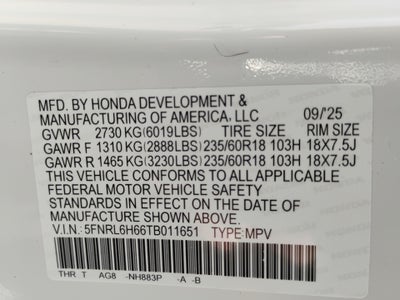 MFD. BY HONDA DEVELOPMENT &
MANUFACTURING OF AMERICA, LLC 09/'25
GVWR 2730 KG(6019LBS) TIRE SIZE RIM SIZE
GAWR F 1310 KG(2888LBS) 235/60R18 103H 18X7.5J
GAWR R 1465 KG(3230LBS) 235/60R18 103H 18X7.5J
THIS VEHICLE CONFORMS TO ALL APPLICABLE
FEDERAL MOTOR VEHICLE SAFETY
STANDARDS IN EFFECT ON THE DATE OF
MANUFACTURE SHOWN ABOVE.
V.I.N.: 5FNRL6H66TB011651 TYPE:MPV
THR T AG8 -NH883P -A -B